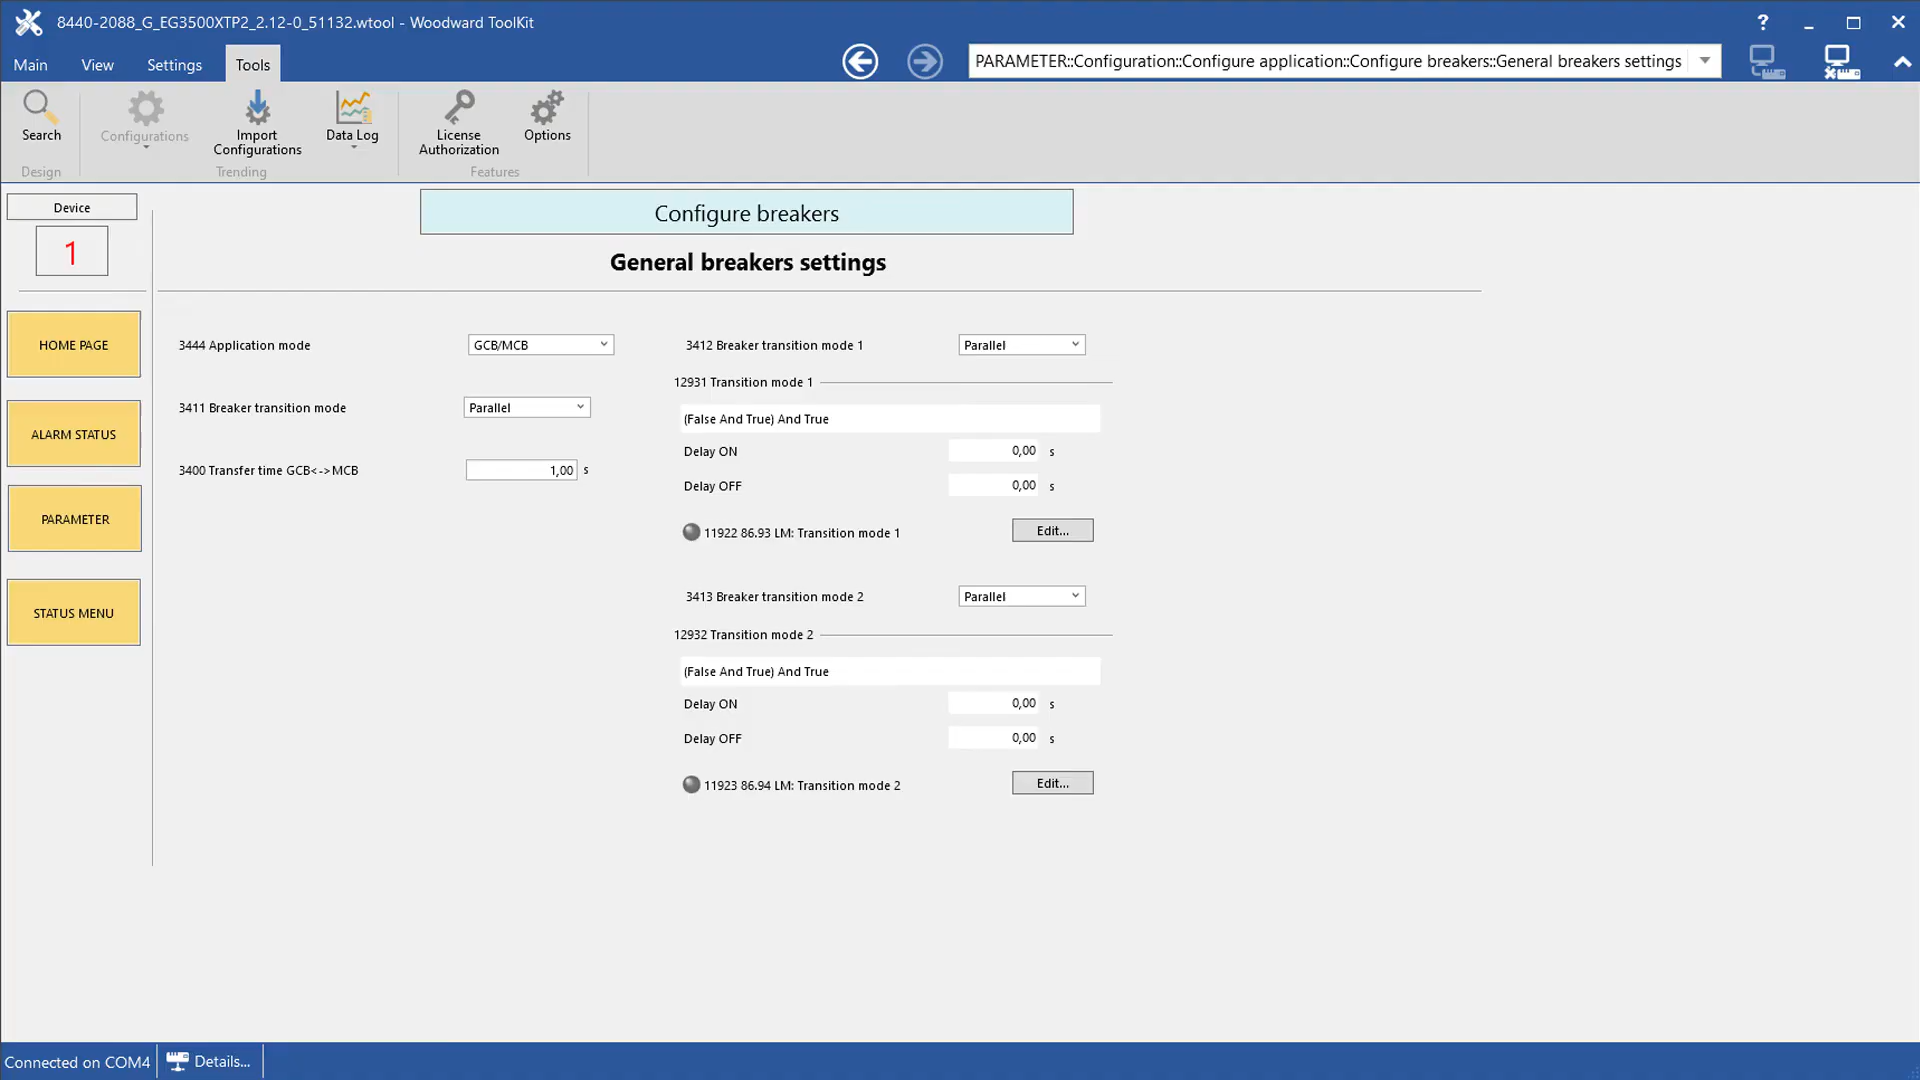 8440-2088_G_EG3500XTP2_2.12-0_51132.wtool - Woodward ToolKit
?
Main View Settings Tools
PARAMETER::Configuration::Configure application::Configure breakers::General breakers settings
Search
Configurations
Import Configurations
Data Log
License Authorization
Options
Design
Trending
Features
Device
1
HOME PAGE
ALARM STATUS
PARAMETER
STATUS MENU
Configure breakers
General breakers settings
3444 Application mode GCB/MCB
3411 Breaker transition mode Parallel
3400 Transfer time GCB<->MCB 1,00 s
3412 Breaker transition mode 1 Parallel
12931 Transition mode 1
(False And True) And True
Delay ON 0,00 s
Delay OFF 0,00 s
11922 86.93 LM: Transition mode 1 Edit...
3413 Breaker transition mode 2 Parallel
12932 Transition mode 2
(False And True) And True
Delay ON 0,00 s
Delay OFF 0,00 s
11923 86.94 LM: Transition mode 2 Edit...
Connected on COM4 Details...